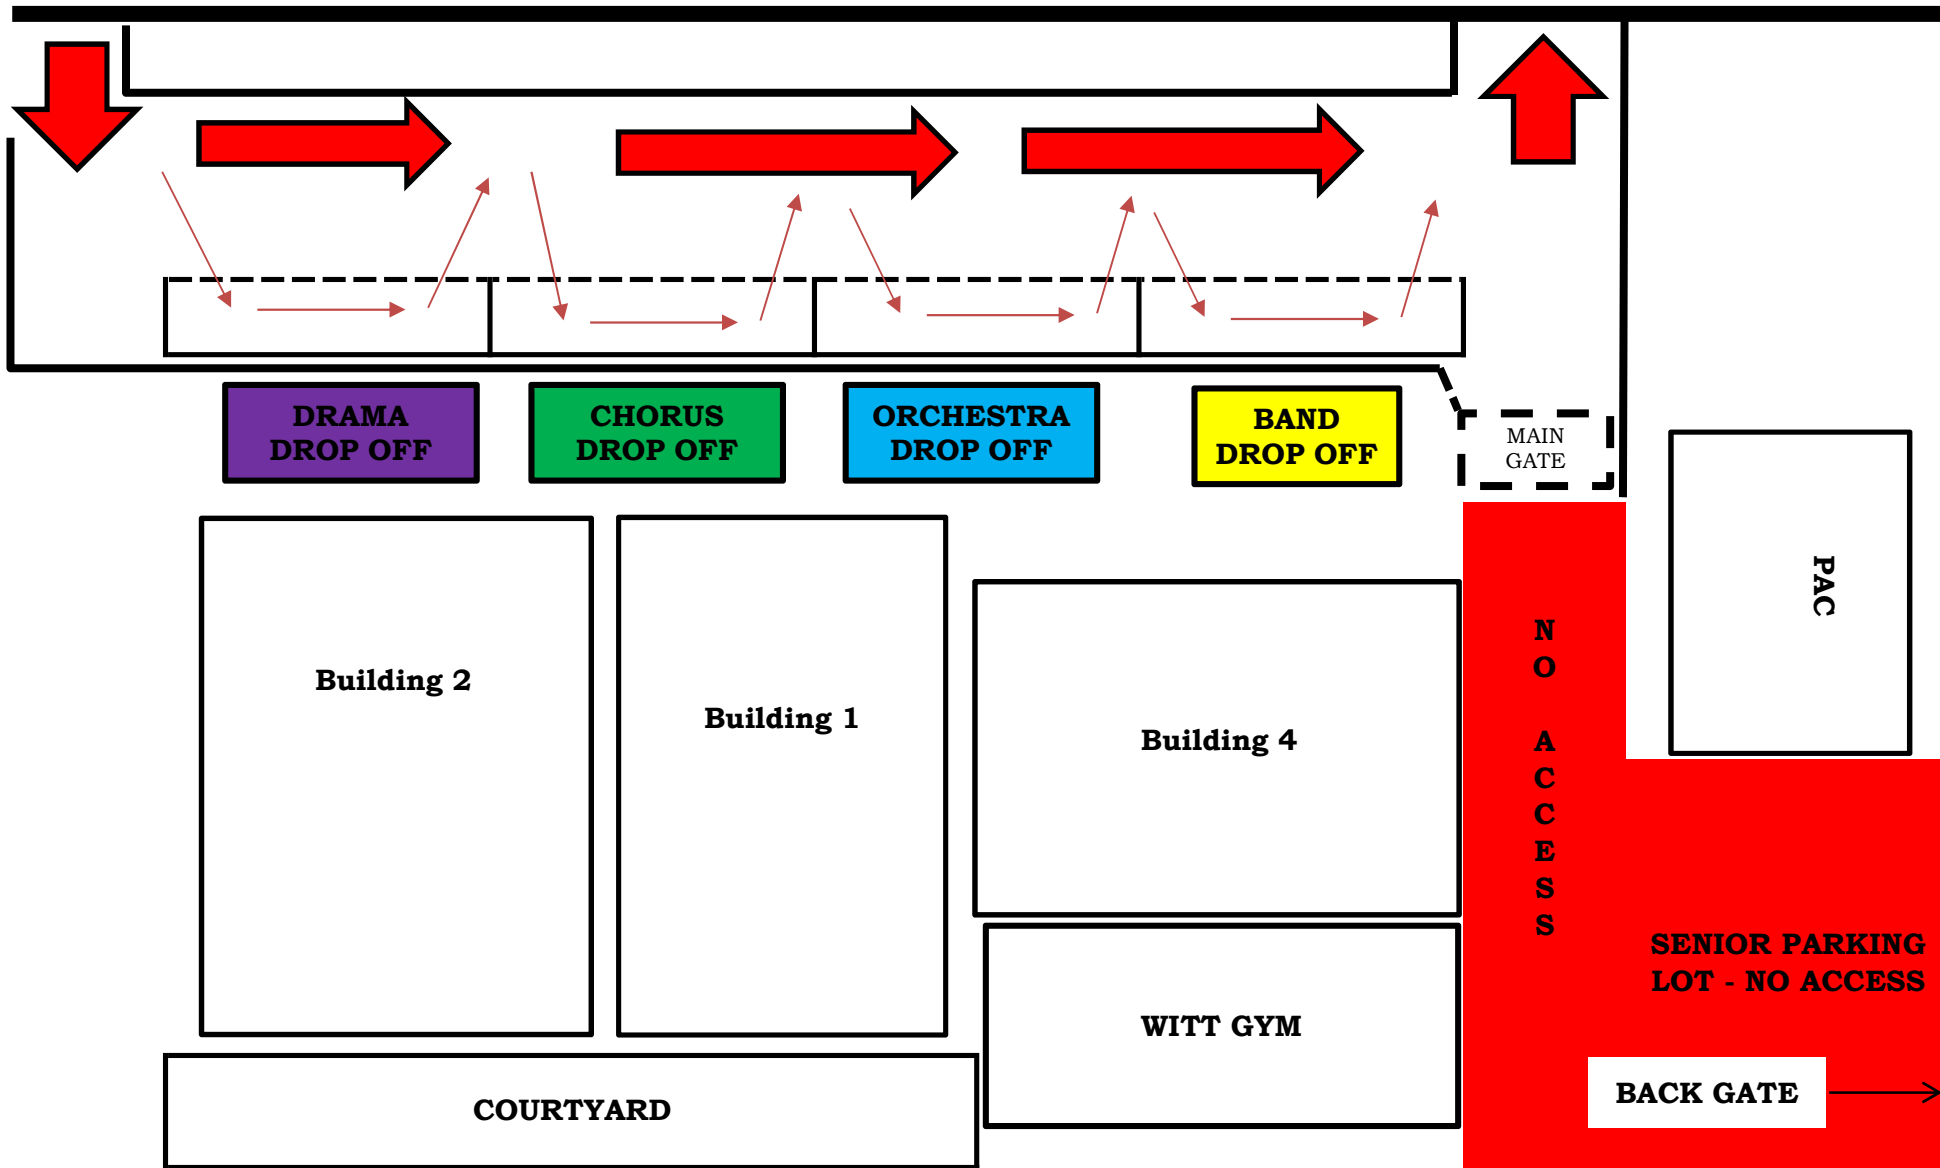 DRAMA
DROP OFF
CHORUS
DROP OFF
ORCHESTRA
DROP OFF
BAND
DROP OFF
MAIN
GATE
PAC
Building 2
Building 1
Building 4
N
O
A
C
C
E
S
S
SENIOR PARKING
LOT - NO ACCESS
WITT GYM
BACK GATE
COURTYARD